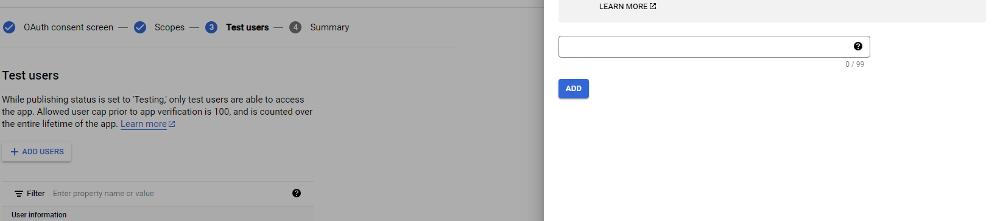 LEARN MORE
OAuth consent screen — Scopes — 3 Test users — 4 Summary
0 / 99
Test users
ADD
While publishing status is set to 'Testing,' only test users are able to access
the app. Allowed user cap prior to app verification is 100, and is counted over
the entire lifetime of the app. Learn more
+ ADD USERS
Filter Enter property name or value
User information